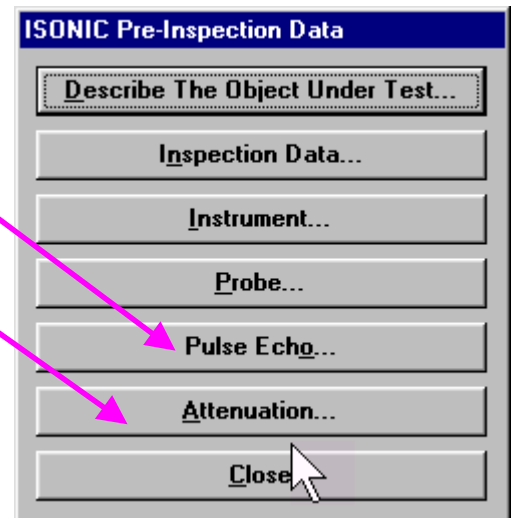 ISONIC Pre-Inspection Data
Describe The Object Under Test...
Inspection Data...
Instrument...
Probe...
Pulse Echo...
Attenuation...
Close